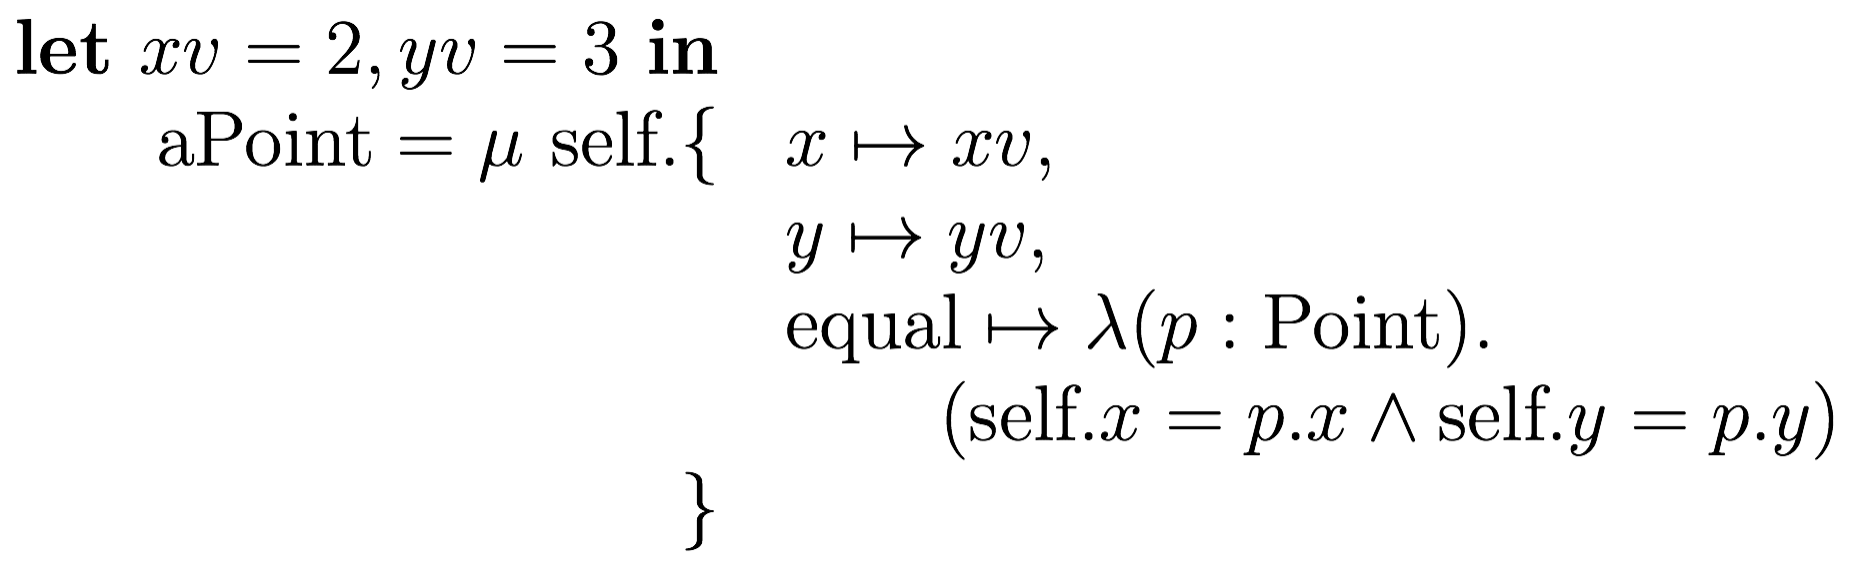 let xv = 2, yv = 3 in
aPoint = μ self.{ x ↦ xv,
y ↦ yv,
equal ↦ λ(p : Point).
(self.x = p.x ∧ self.y = p.y)
}